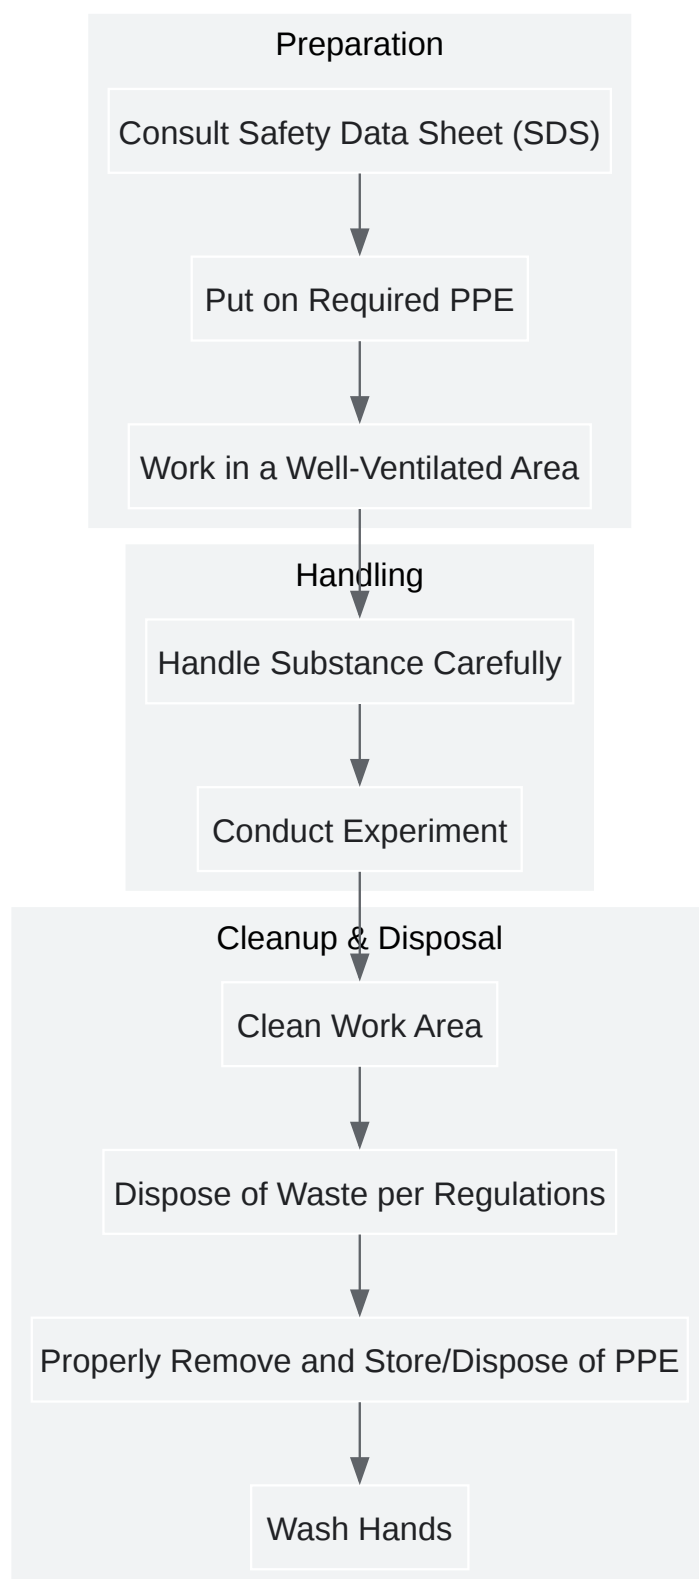 Preparation
Consult Safety Data Sheet (SDS)
Put on Required PPE
Work in a Well-Ventilated Area
Handling
Handle Substance Carefully
Conduct Experiment
Cleanup & Disposal
Clean Work Area
Dispose of Waste per Regulations
Properly Remove and Store/Dispose of PPE
Wash Hands